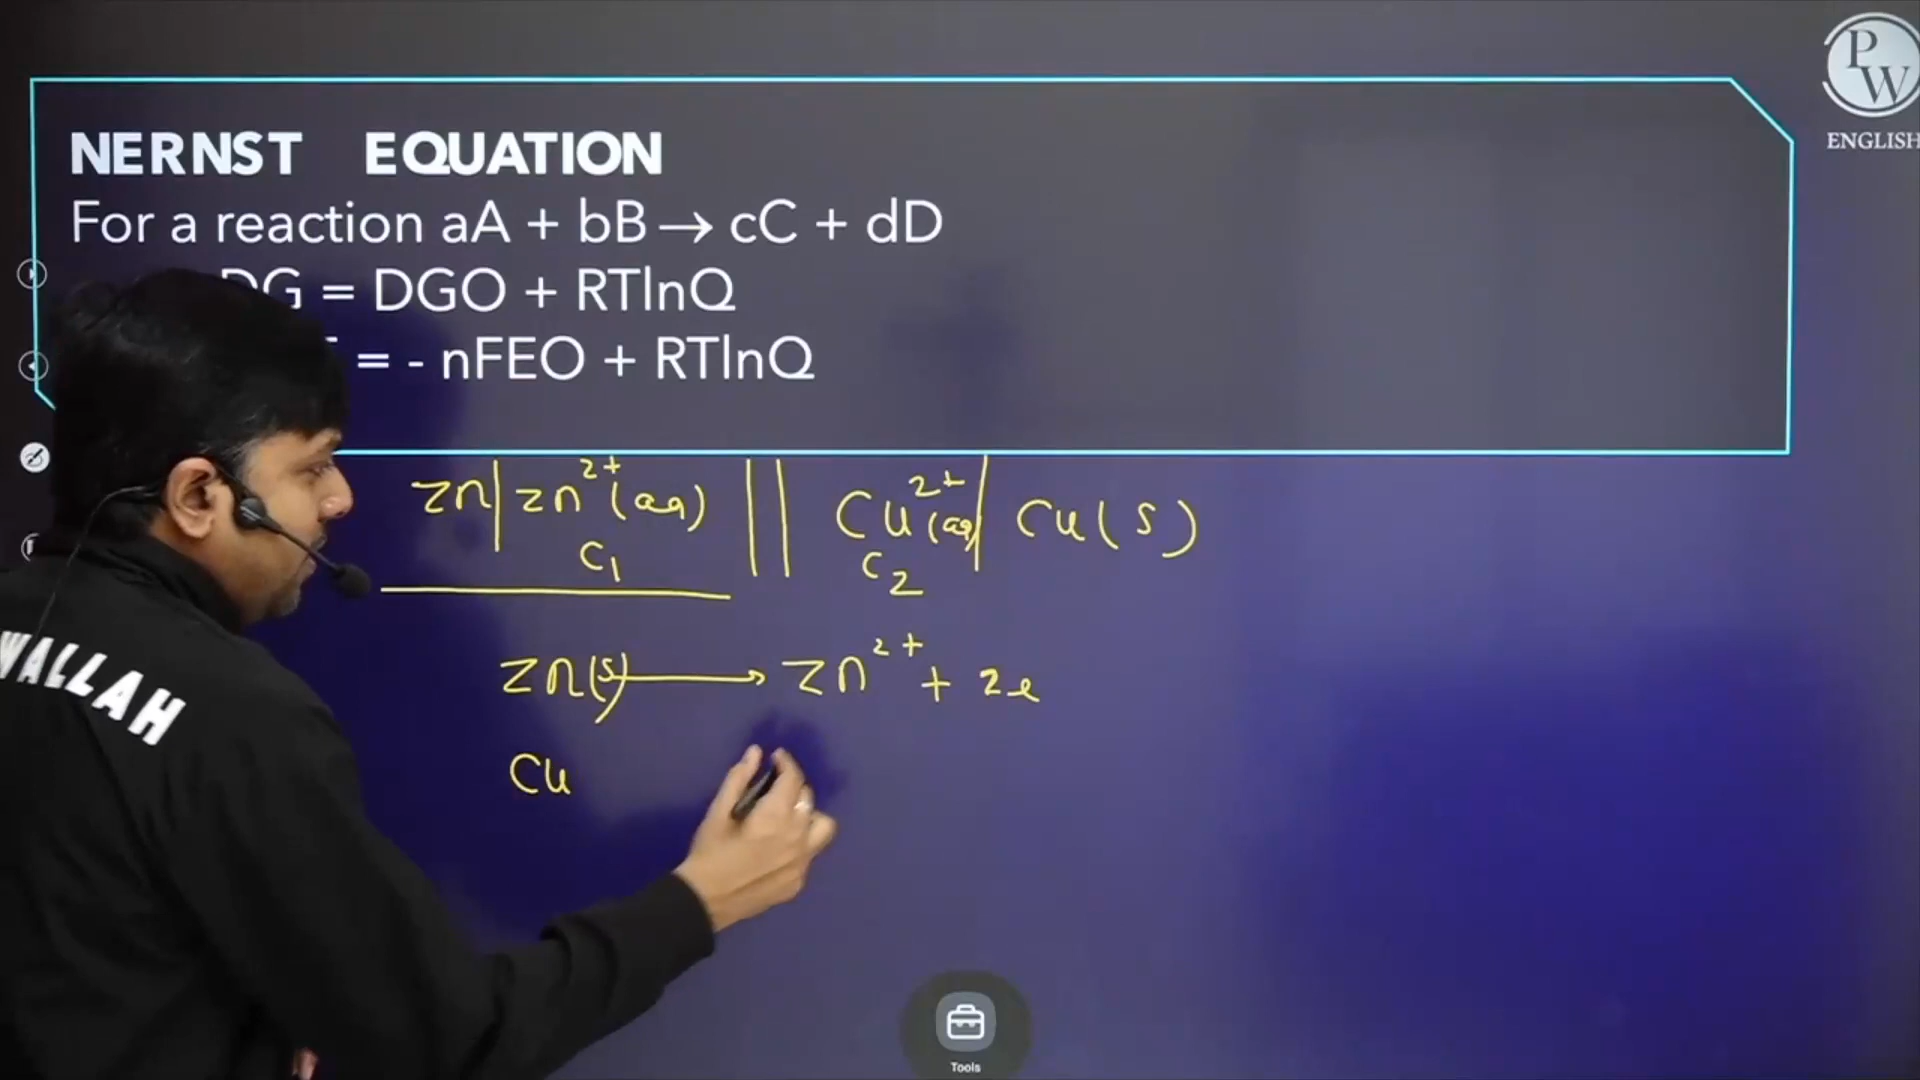 PW
ENGLISH
NERNST EQUATION
For a reaction aA + bB → cC + dD
DG = DGO + RTlnQ
= - nFEO + RTlnQ
Zn | Zn²⁺ (aq) || Cu²⁺ (aq) | Cu(s)
C₁ C₂
Zn(s) → Zn²⁺ + 2e
Cu
WALLAH
Tools